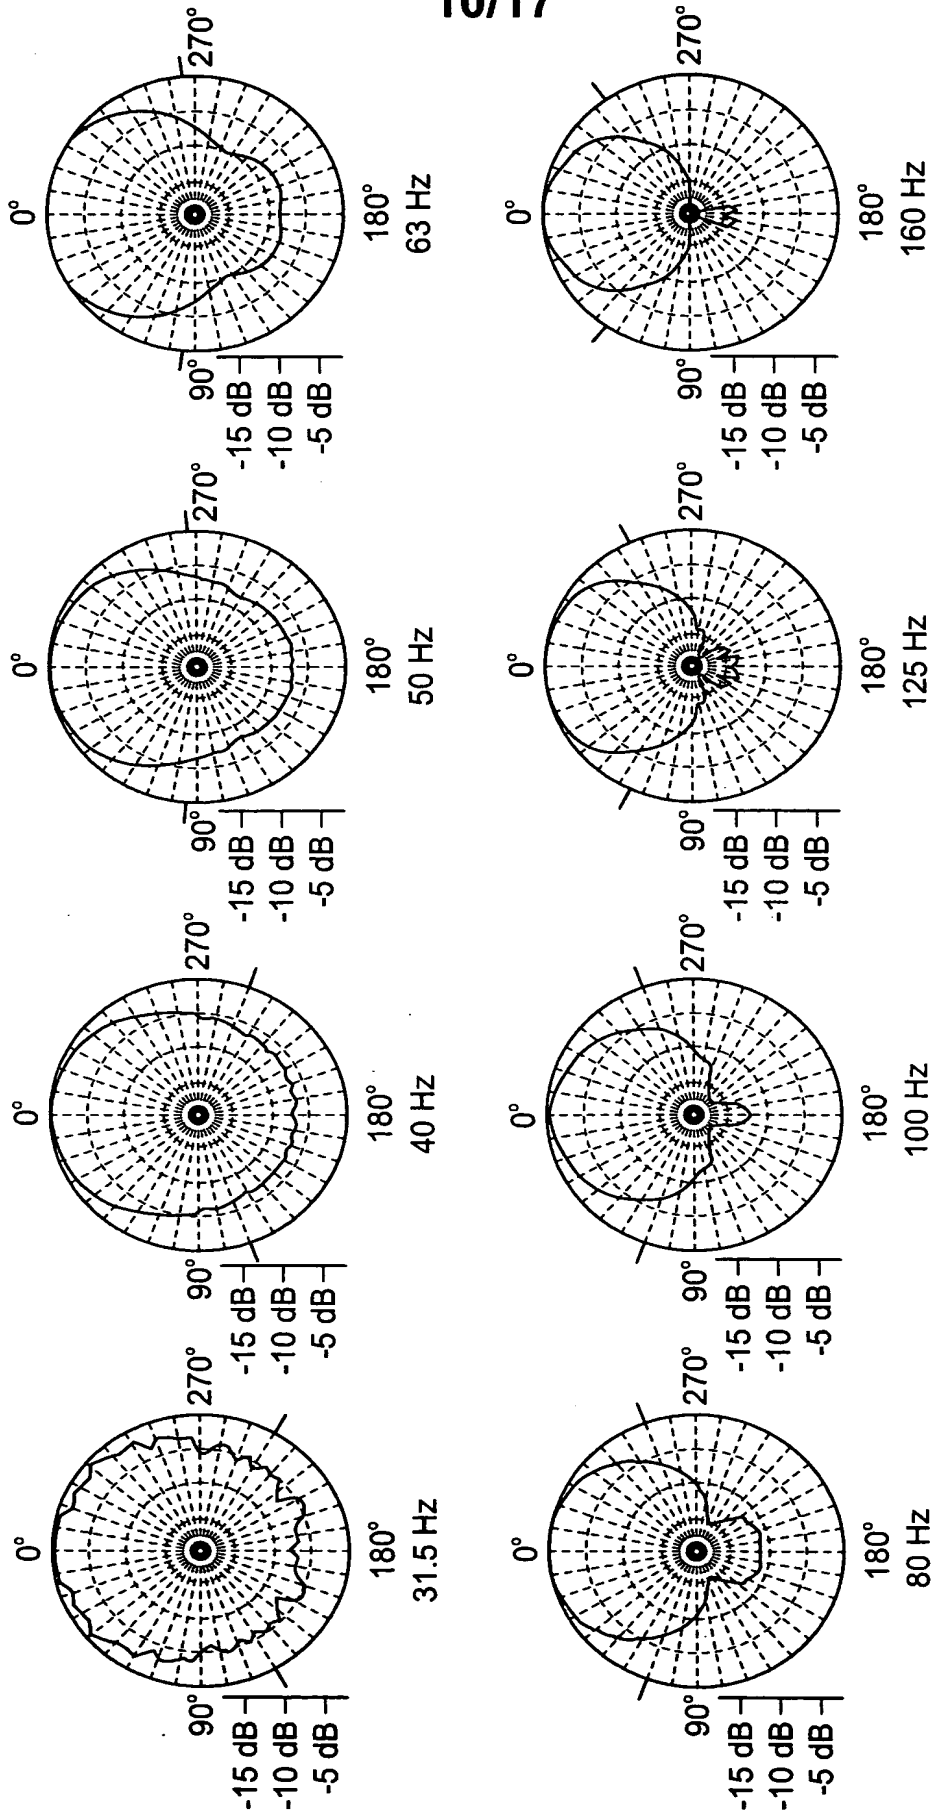 16/17
0°
90°
270°
-15 dB
-10 dB
-5 dB
180°
31.5 Hz
0°
90°
270°
-15 dB
-10 dB
-5 dB
180°
40 Hz
0°
90°
270°
-15 dB
-10 dB
-5 dB
180°
50 Hz
0°
90°
270°
-15 dB
-10 dB
-5 dB
180°
63 Hz
0°
90°
270°
-15 dB
-10 dB
-5 dB
180°
80 Hz
0°
90°
270°
-15 dB
-10 dB
-5 dB
180°
100 Hz
0°
90°
270°
-15 dB
-10 dB
-5 dB
180°
125 Hz
0°
90°
270°
-15 dB
-10 dB
-5 dB
180°
160 Hz